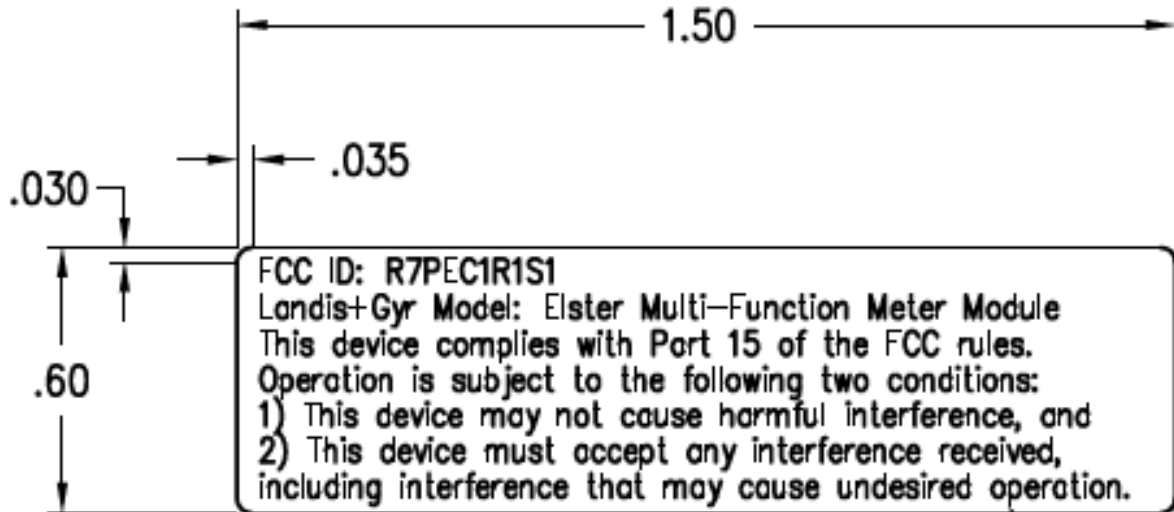 1.50
.035
.030
.60
FCC ID: R7PEC1R1S1
Landis+Gyr Model: Elster Multi-Function Meter Module
This device complies with Part 15 of the FCC rules.
Operation is subject to the following two conditions:
1) This device may not cause harmful interference, and
2) This device must accept any interference received,
including interference that may cause undesired operation.